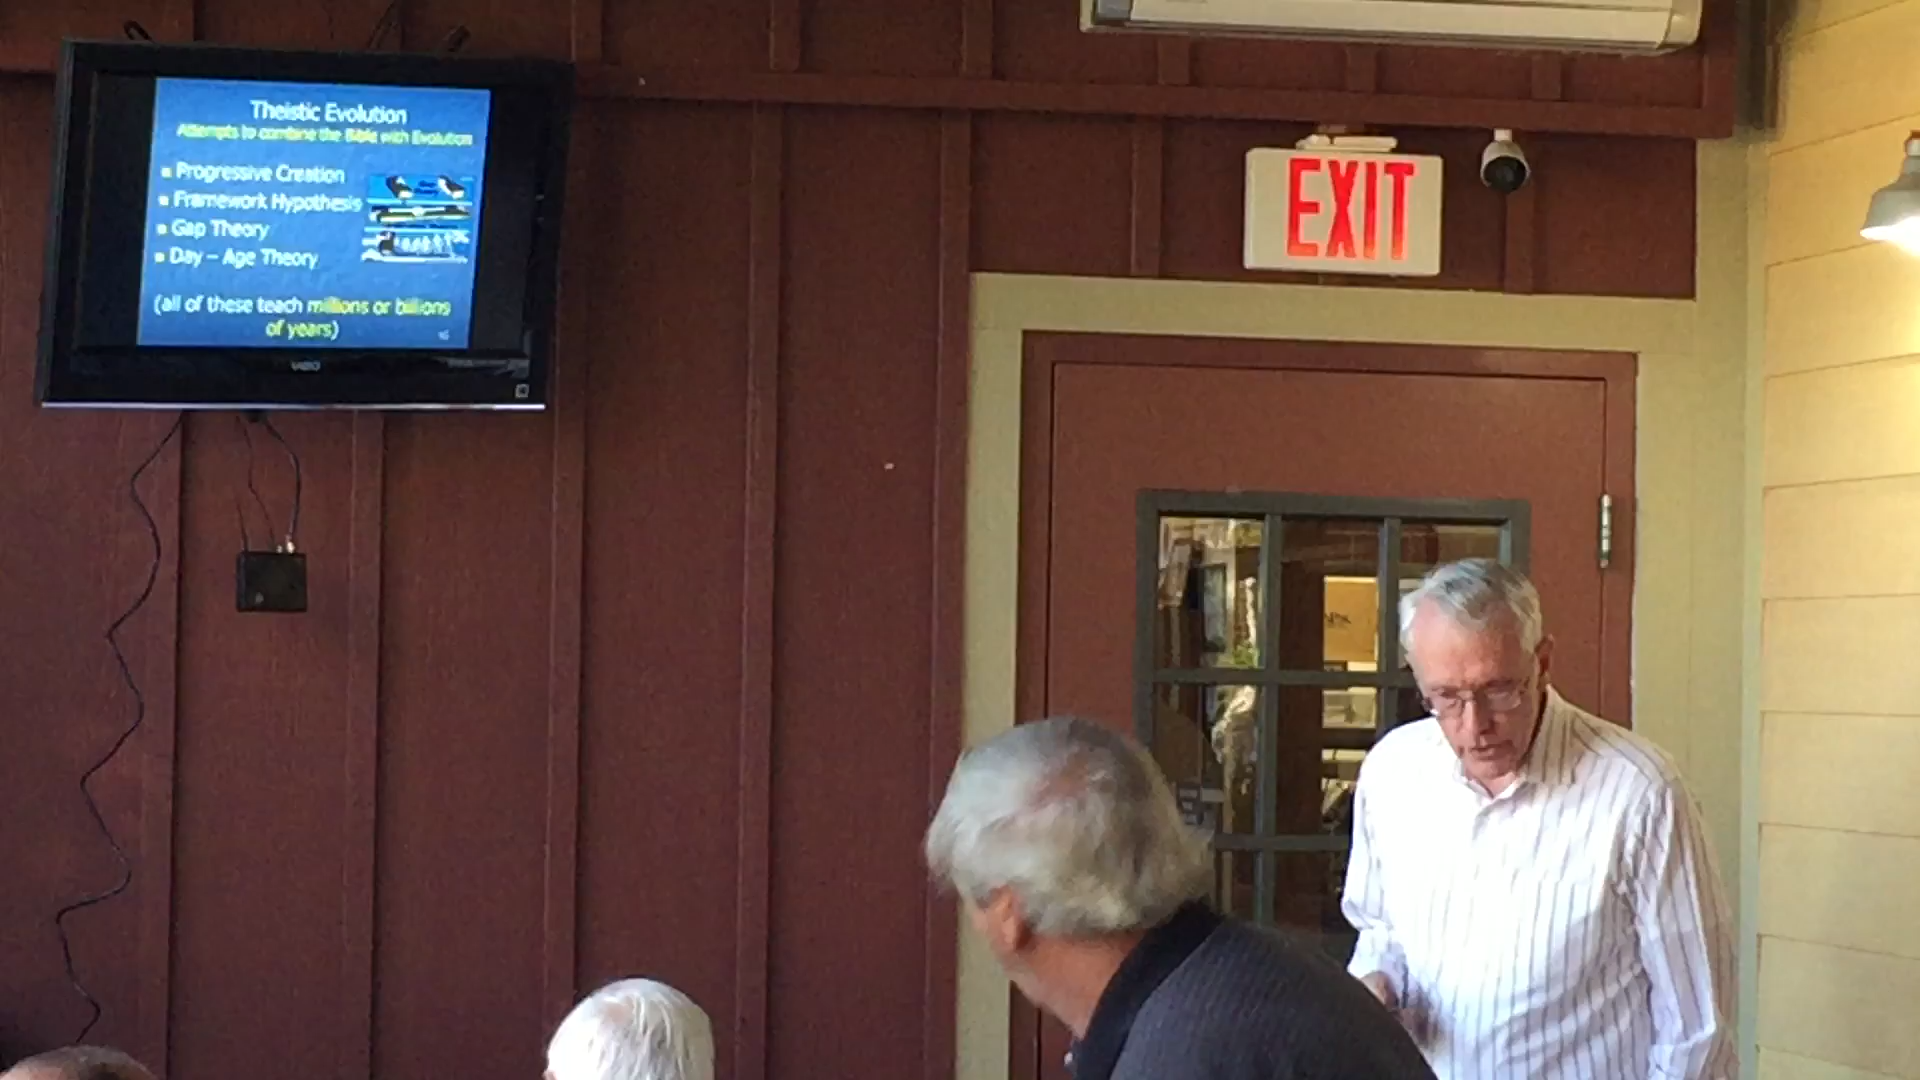 Theistic Evolution
Attempts to combine the Bible with Evolution
▪ Progressive Creation
▪ Framework Hypothesis
▪ Gap Theory
▪ Day – Age Theory
(all of these teach millions or billions
of years)
VIZIO
EXIT